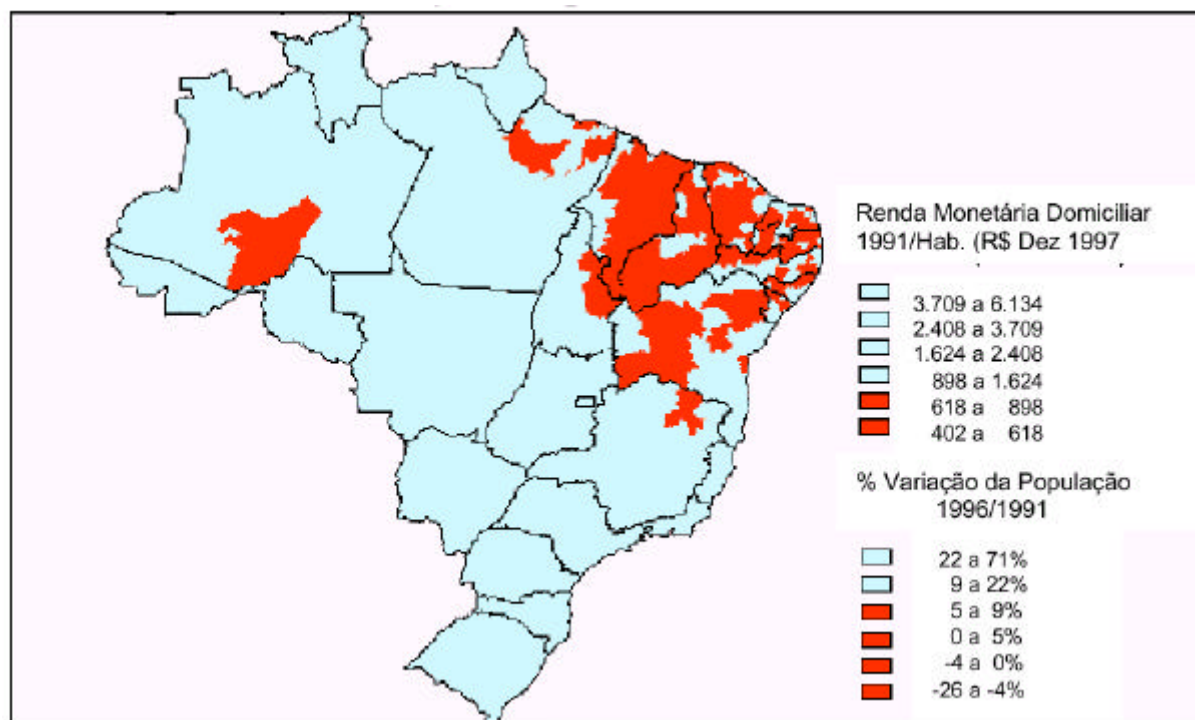 Renda Monetária Domiciliar
1991/Hab. (R$ Dez 1997
3.709 a 6.134
2.408 a 3.709
1.624 a 2.408
898 a 1.624
618 a 898
402 a 618
% Variação da População
1996/1991
22 a 71%
9 a 22%
5 a 9%
0 a 5%
-4 a 0%
-26 a -4%